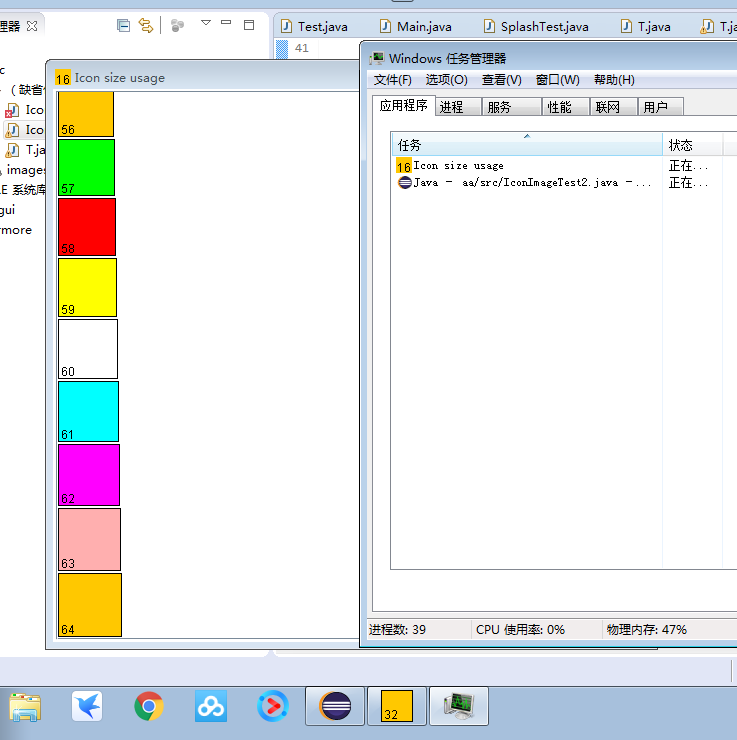 理器
Test.java
Main.java
SplashTest.java
T.java
T.ja
41
c
（缺省
Ico
Ico
T.ja
images
E 系统库
gui
rmore
16 Icon size usage
56
57
58
59
60
61
62
63
64
Windows 任务管理器
文件(F) 选项(O) 查看(V) 窗口(W) 帮助(H)
应用程序 进程 服务 性能 联网 用户
任务 状态
16 Icon size usage 正在...
Java - aa/src/IconImageTest2.java -... 正在...
进程数: 39 CPU 使用率: 0% 物理内存: 47%
32